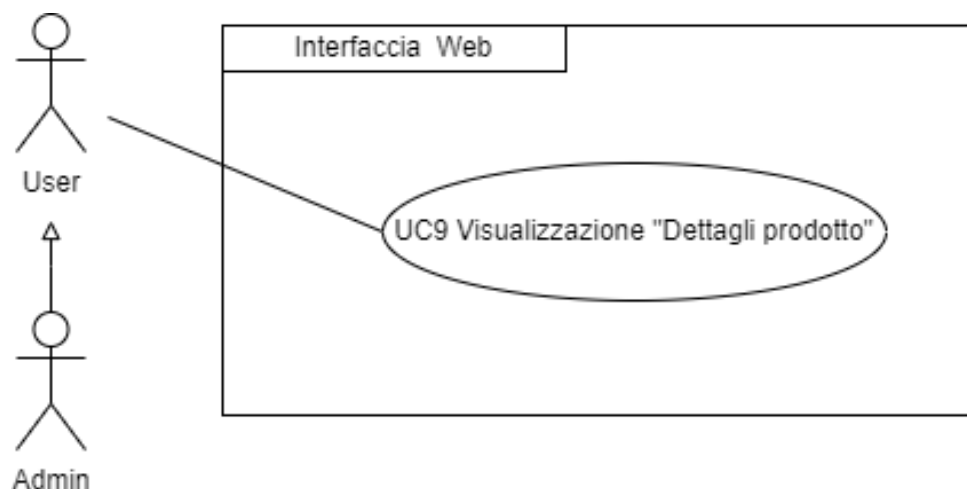 Interfaccia Web
User
UC9 Visualizzazione "Dettagli prodotto"
Admin